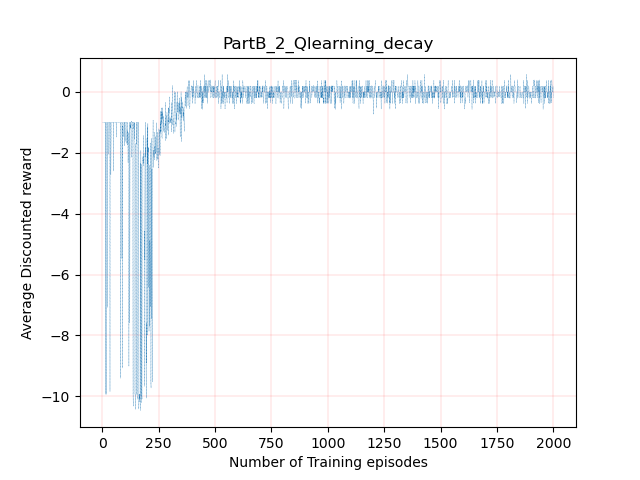 PartB_2_Qlearning_decay
Average Discounted reward
0
−2
−4
−6
−8
−10
0 250 500 750 1000 1250 1500 1750 2000
Number of Training episodes